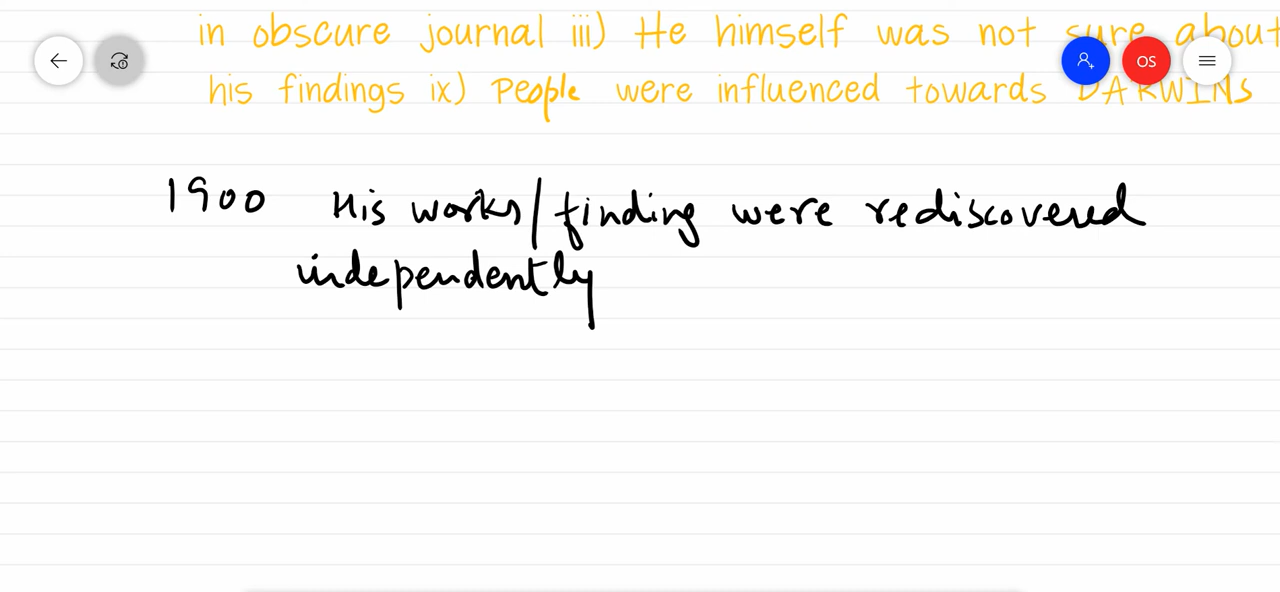 in obscure journal iii) He himself was not sure about
his findings ix) People were influenced towards DARWINS
OS
1900 His works/finding were rediscovered
independently